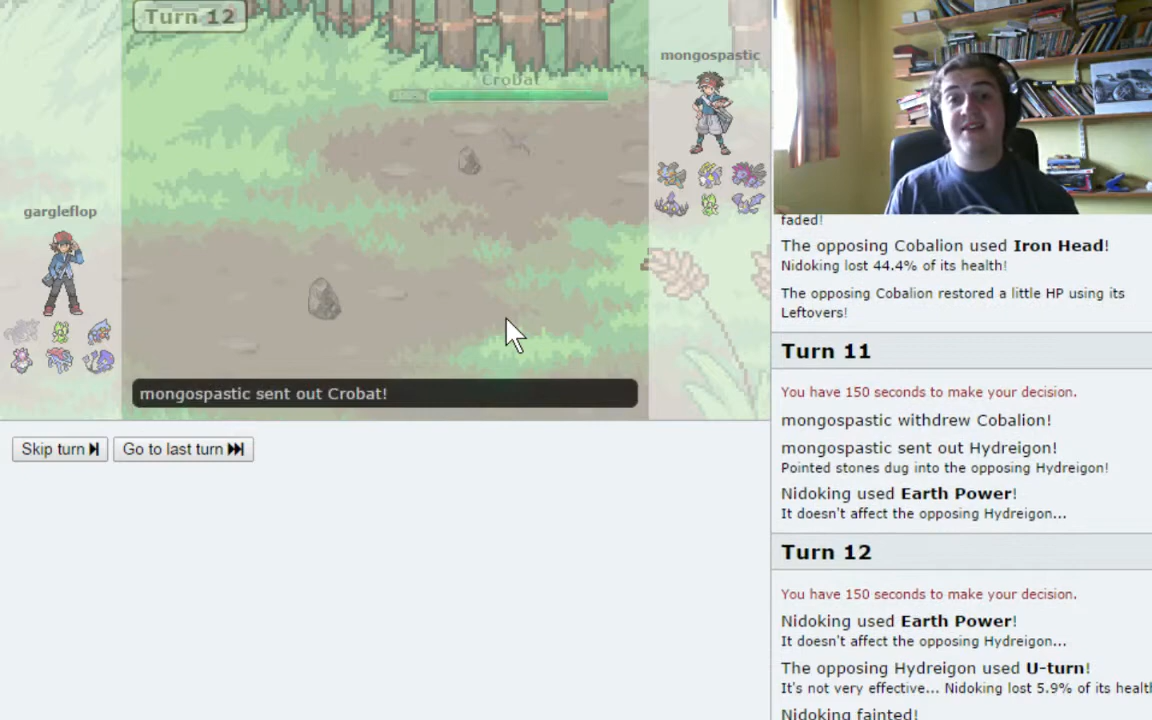 Turn 12
mongospastic
Crobat
gargleflop
mongospastic sent out Crobat!
Skip turn
Go to last turn
faded!
The opposing Cobalion used Iron Head!
Nidoking lost 44.4% of its health!
The opposing Cobalion restored a little HP using its
Leftovers!
Turn 11
You have 150 seconds to make your decision.
mongospastic withdrew Cobalion!
mongospastic sent out Hydreigon!
Pointed stones dug into the opposing Hydreigon!
Nidoking used Earth Power!
It doesn't affect the opposing Hydreigon...
Turn 12
You have 150 seconds to make your decision.
Nidoking used Earth Power!
It doesn't affect the opposing Hydreigon...
The opposing Hydreigon used U-turn!
It's not very effective... Nidoking lost 5.9% of its health
Nidoking fainted!